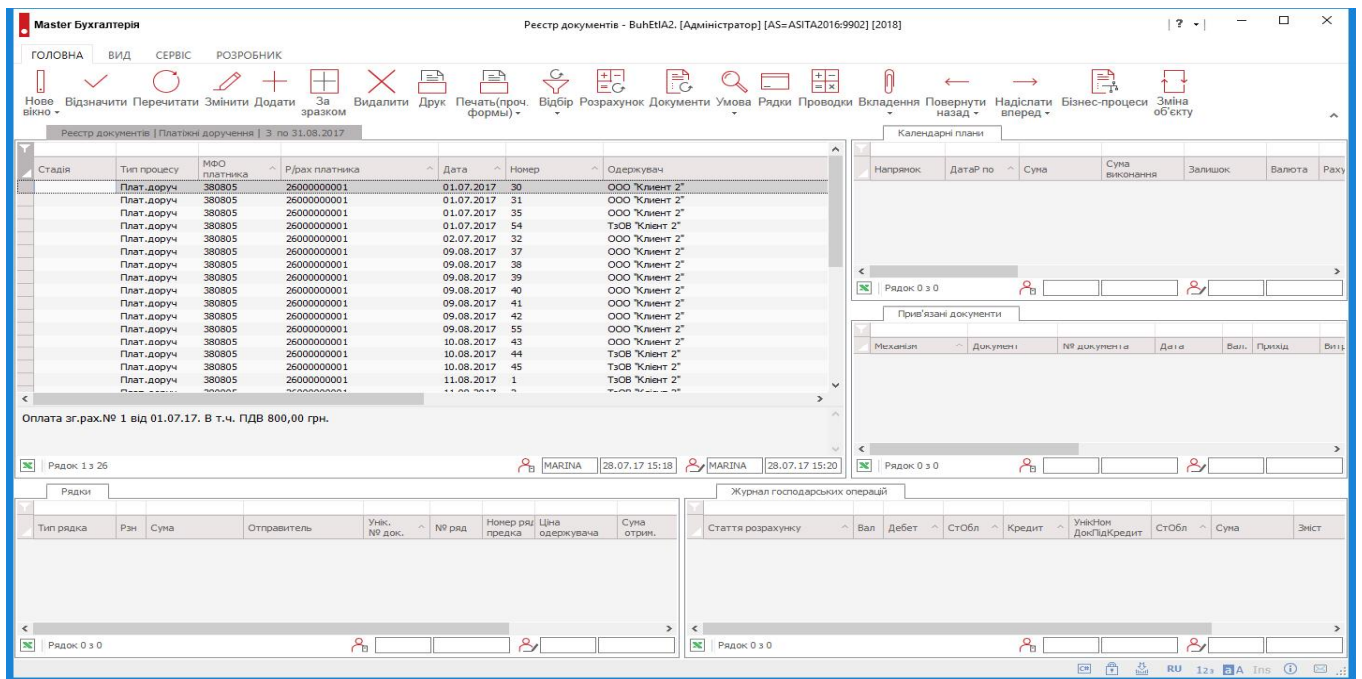 Master Бухгалтерія
Реєстр документів - BuhEtIA2. [Адміністратор] [AS=ASITA2016:9902] [2018]
?
ГОЛОВНА ВИД СЕРВІС РОЗРОБНИК
Нове вікно Відзначити Перечитати Змінити Додати За зразком Видалити Друк Печать(проч. формы) Відбір Розрахунок Документи Умова Рядки Проводки Вкладення Повернути назад Надіслати вперед Бізнес-процеси Зміна об'єкту
Реєстр документів | Платіжні доручення | З по 31.08.2017
Стадія Тип процесу МФО платника Р/рах платника Дата Номер Одержувач
Плат.доруч 380805 26000000001 01.07.2017 30 ООО "Клиент 2"
Плат.доруч 380805 26000000001 01.07.2017 31 ООО "Клиент 2"
Плат.доруч 380805 26000000001 01.07.2017 35 ООО "Клиент 2"
Плат.доруч 380805 26000000001 01.07.2017 54 ТзОВ "Клієнт 2"
Плат.доруч 380805 26000000001 02.07.2017 32 ООО "Клиент 2"
Плат.доруч 380805 26000000001 09.08.2017 37 ООО "Клиент 2"
Плат.доруч 380805 26000000001 09.08.2017 38 ООО "Клиент 2"
Плат.доруч 380805 26000000001 09.08.2017 39 ООО "Клиент 2"
Плат.доруч 380805 26000000001 09.08.2017 40 ООО "Клиент 2"
Плат.доруч 380805 26000000001 09.08.2017 41 ООО "Клиент 2"
Плат.доруч 380805 26000000001 09.08.2017 42 ООО "Клиент 2"
Плат.доруч 380805 26000000001 09.08.2017 55 ООО "Клиент 2"
Плат.доруч 380805 26000000001 10.08.2017 43 ООО "Клиент 2"
Плат.доруч 380805 26000000001 10.08.2017 44 ТзОВ "Клієнт 2"
Плат.доруч 380805 26000000001 10.08.2017 45 ТзОВ "Клієнт 2"
Плат.доруч 380805 26000000001 11.08.2017 1 ТзОВ "Клієнт 2"
Оплата зг.рах.№ 1 від 01.07.17. В т.ч. ПДВ 800,00 грн.
Рядок 1 з 26 MARINA 28.07.17 15:18 MARINA 28.07.17 15:20
Календарні плани
Напрямок ДатаР по Сума Сума виконання Залишок Валюта Раху
Рядок 0 з 0
Прив'язані документи
Механізм Документ № документа Дата Вал. Прихід Витр
Рядок 0 з 0
Рядки
Тип рядка Рзн Сума Отправитель Унік. № док. № ряд Номер ряд предка Ціна одержувача Сума отрим.
Рядок 0 з 0
Журнал господарських операцій
Стаття розрахунку Вал Дебет СтОбл Кредит УнікНом ДокПідКредит СтОбл Сума Зміст
Рядок 0 з 0
C# RU 123 a A Ins